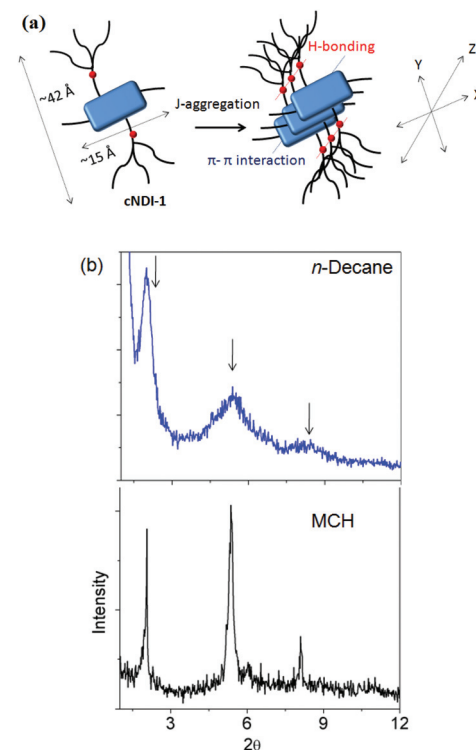 (a)
H-bonding
Z
Y
X
~42 Å
J-aggregation
~15 Å
π- π interaction
cNDI-1
(b)
n-Decane
MCH
Intensity
3 6 9 12
2θ